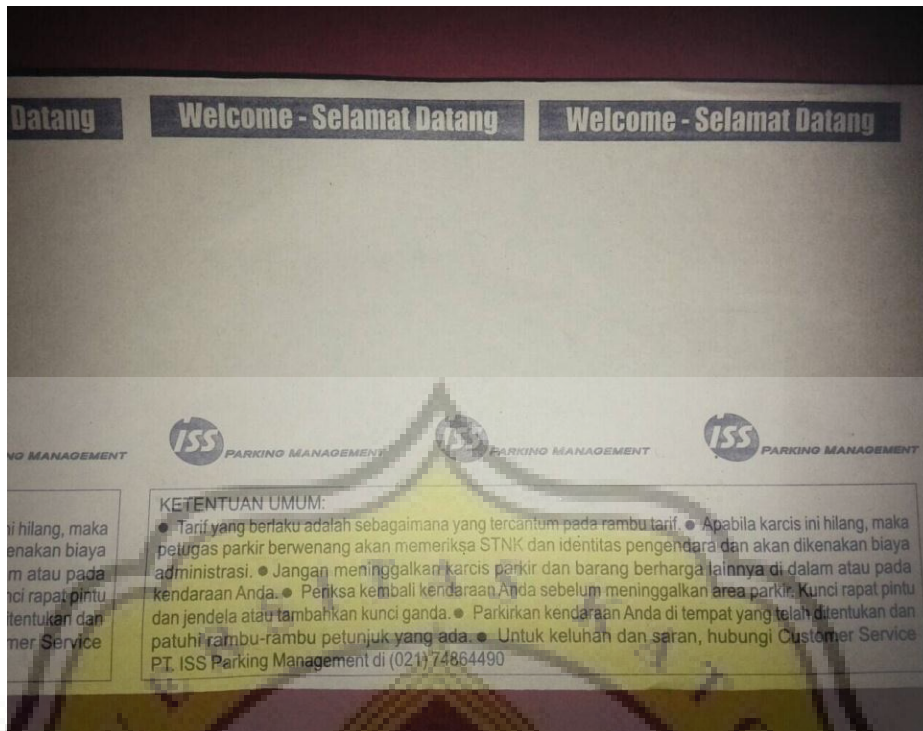 Datang Welcome - Selamat Datang Welcome - Selamat Datang
NG MANAGEMENT ISS PARKING MANAGEMENT ISS PARKING MANAGEMENT ISS PARKING MANAGEMENT
KETENTUAN UMUM:
ni hilang, maka ● Tarif yang berlaku adalah sebagaimana yang tercantum pada rambu tarif. ● Apabila karcis ini hilang, maka
enakan biaya petugas parkir berwenang akan memeriksa STNK dan identitas pengendara dan akan dikenakan biaya
m atau pada administrasi. ● Jangan meninggalkan karcis parkir dan barang berharga lainnya di dalam atau pada
nci rapat pintu kendaraan Anda. ● Periksa kembali kendaraan Anda sebelum meninggalkan area parkir. Kunci rapat pintu
itentukan dan dan jendela atau tambahkan kunci ganda. ● Parkirkan kendaraan Anda di tempat yang telah ditentukan dan
mer Service patuhi rambu-rambu petunjuk yang ada. ● Untuk keluhan dan saran, hubungi Customer Service
PT. ISS Parking Management di (021) 74864490